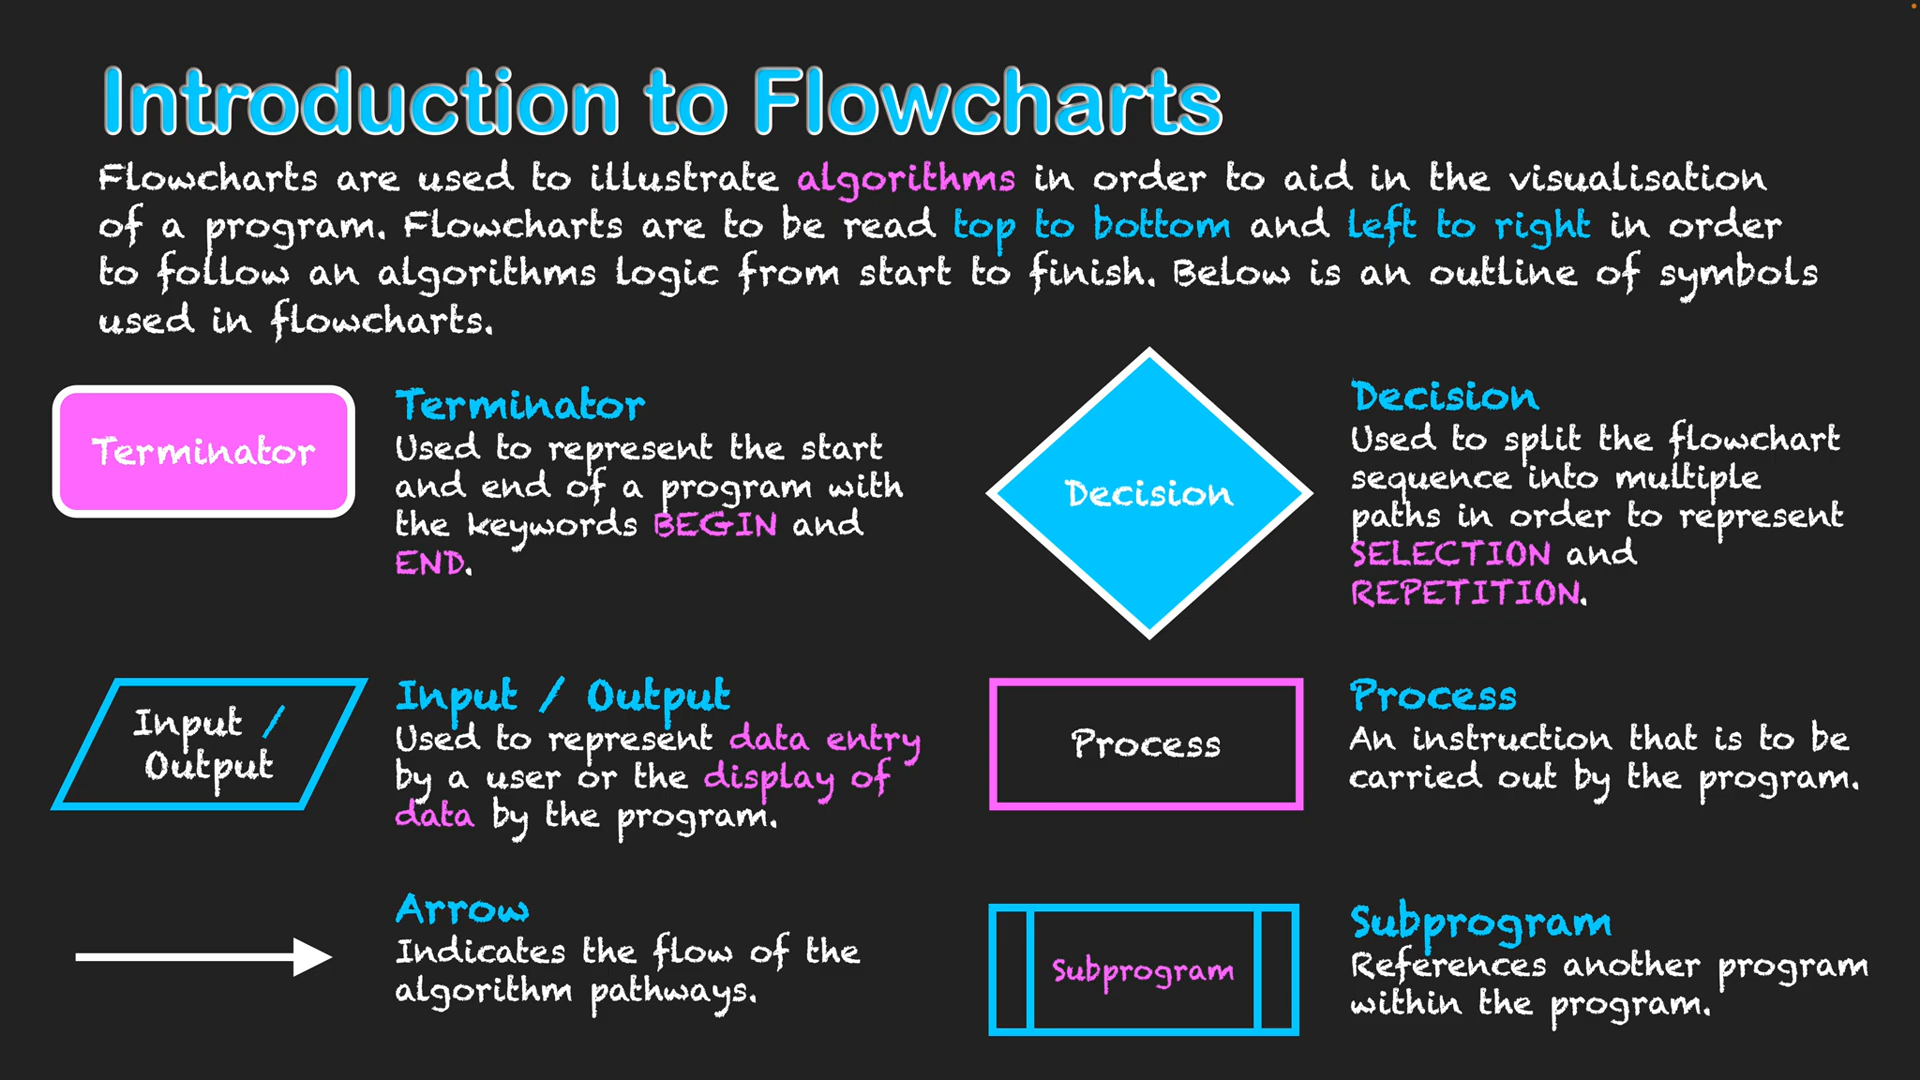 Introduction to Flowcharts
Flowcharts are used to illustrate algorithms in order to aid in the visualisation
of a program. Flowcharts are to be read top to bottom and left to right in order
to follow an algorithms logic from start to finish. Below is an outline of symbols
used in flowcharts.
Terminator
Terminator
Used to represent the start
and end of a program with
the keywords BEGIN and
END.
Decision
Decision
Used to split the flowchart
sequence into multiple
paths in order to represent
SELECTION and
REPETITION.
Input /
Output
Input / Output
Used to represent data entry
by a user or the display of
data by the program.
Process
Process
An instruction that is to be
carried out by the program.
Arrow
Indicates the flow of the
algorithm pathways.
Subprogram
Subprogram
References another program
within the program.